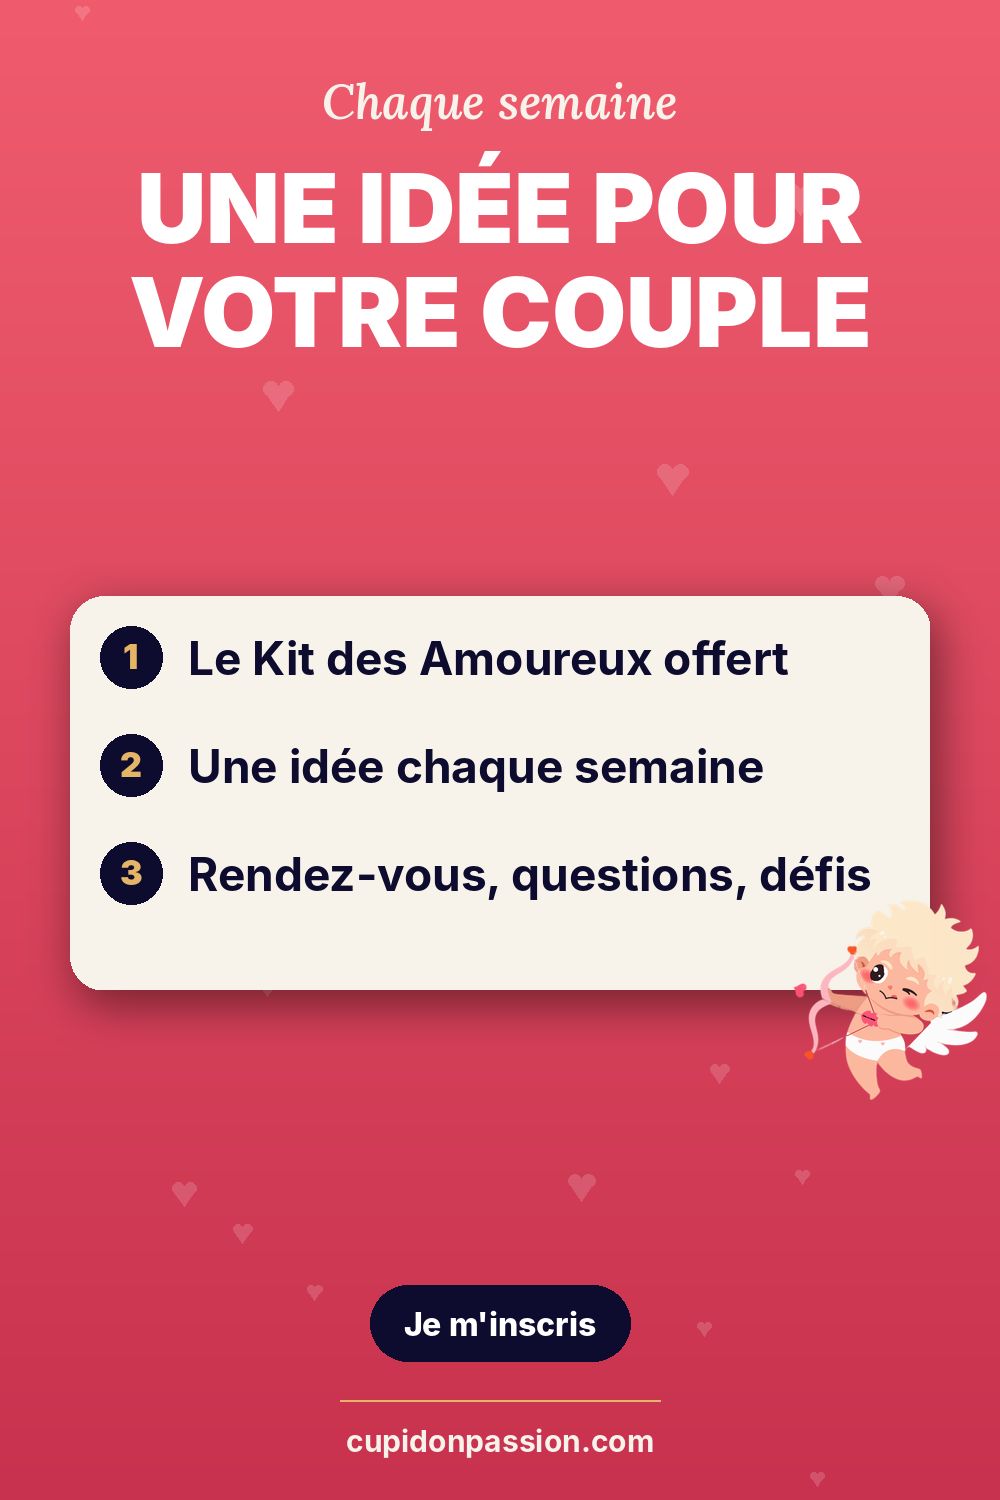 Chaque semaine
UNE IDÉE POUR
VOTRE COUPLE
1 Le Kit des Amoureux offert
2 Une idée chaque semaine
3 Rendez-vous, questions, défis
Je m'inscris
cupidonpassion.com